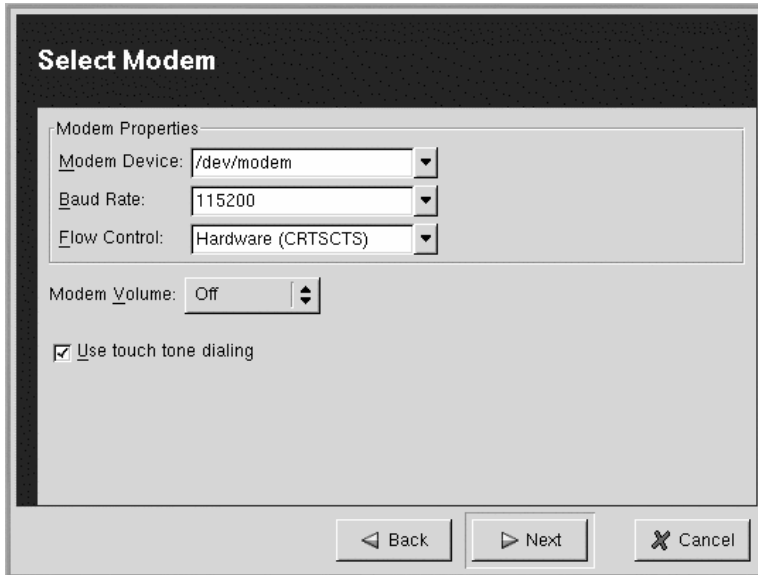 Select Modem
Modem Properties
Modem Device: /dev/modem
Baud Rate: 115200
Flow Control: Hardware (CRTSCTS)
Modem Volume: Off
Use touch tone dialing
Back Next Cancel